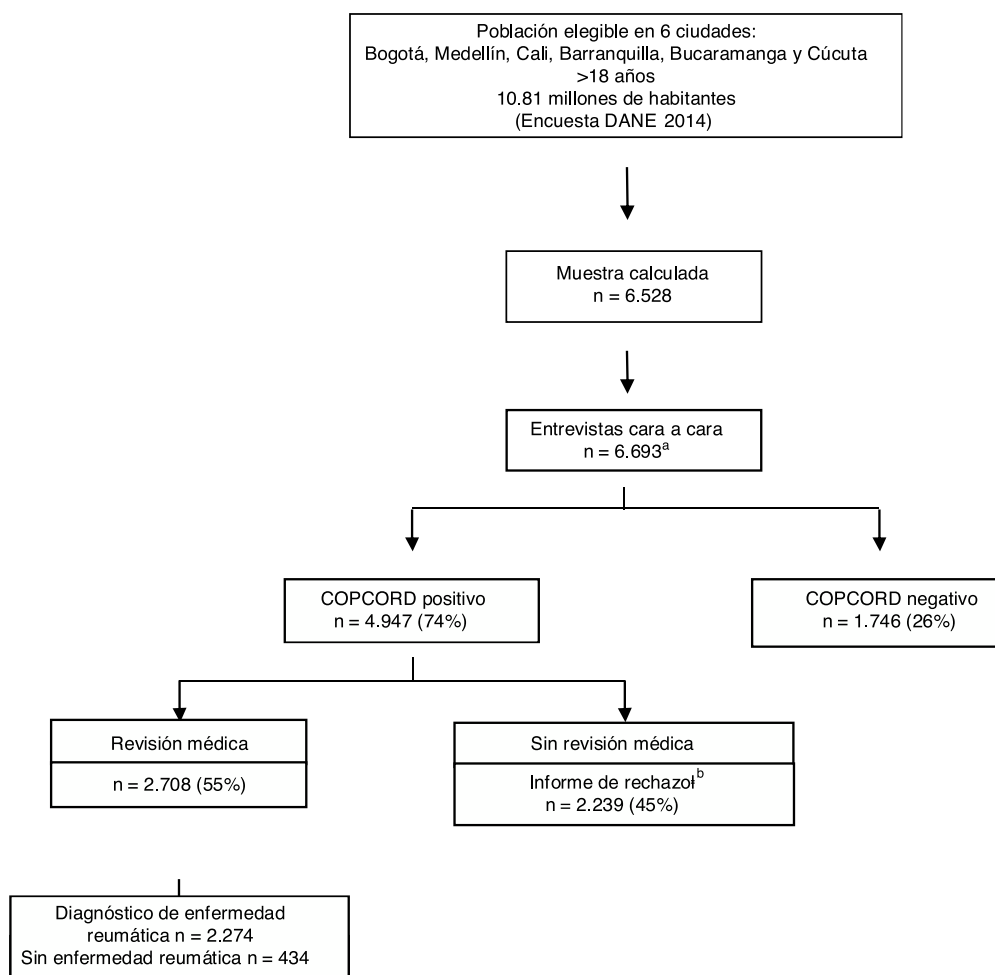 Población elegible en 6 ciudades:
Bogotá, Medellín, Cali, Barranquilla, Bucaramanga y Cúcuta
>18 años
10.81 millones de habitantes
(Encuesta DANE 2014)
Muestra calculada
n = 6.528
Entrevistas cara a cara
n = 6.693ª
COPCORD positivo
n = 4.947 (74%)
COPCORD negativo
n = 1.746 (26%)
Revisión médica
n = 2.708 (55%)
Sin revisión médica
Informe de rechazołᵇ
n = 2.239 (45%)
Diagnóstico de enfermedad
reumática n = 2.274
Sin enfermedad reumática n = 434